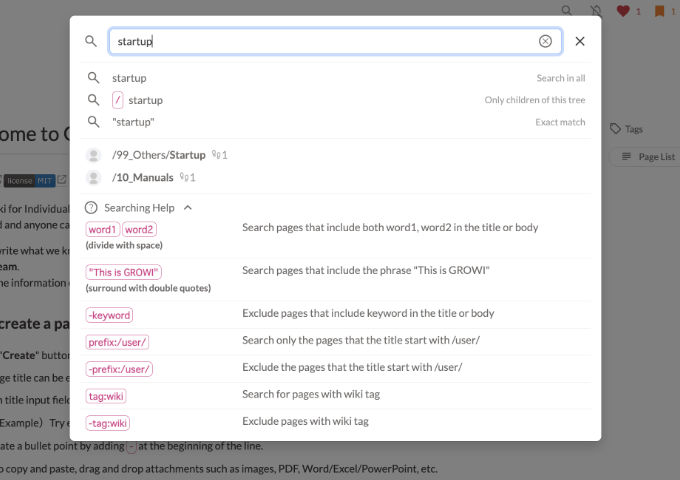 1
1
startup
startup
Search in all
/ startup
Only children of this tree
"startup"
Exact match
/99_Others/Startup 1
/10_Manuals 1
Searching Help
word1 word2
Search pages that include both word1, word2 in the title or body
(divide with space)
"This is GROWI"
Search pages that include the phrase "This is GROWI"
(surround with double quotes)
-keyword
Exclude pages that include keyword in the title or body
prefix:/user/
Search only the pages that the title start with /user/
-prefix:/user/
Exclude the pages that the title start with /user/
tag:wiki
Search for pages with wiki tag
-tag:wiki
Exclude pages with wiki tag
Tags
Page List
ome to
license MIT
ki for Individual
d and anyone ca
write what we k
eam.
he information
create a pa
"Create" button
ge title can be e
n title input field
Example) Try e
ate a bullet point by adding - at the beginning of the line.
o copy and paste, drag and drop attachments such as images, PDF, Word/Excel/PowerPoint, etc.